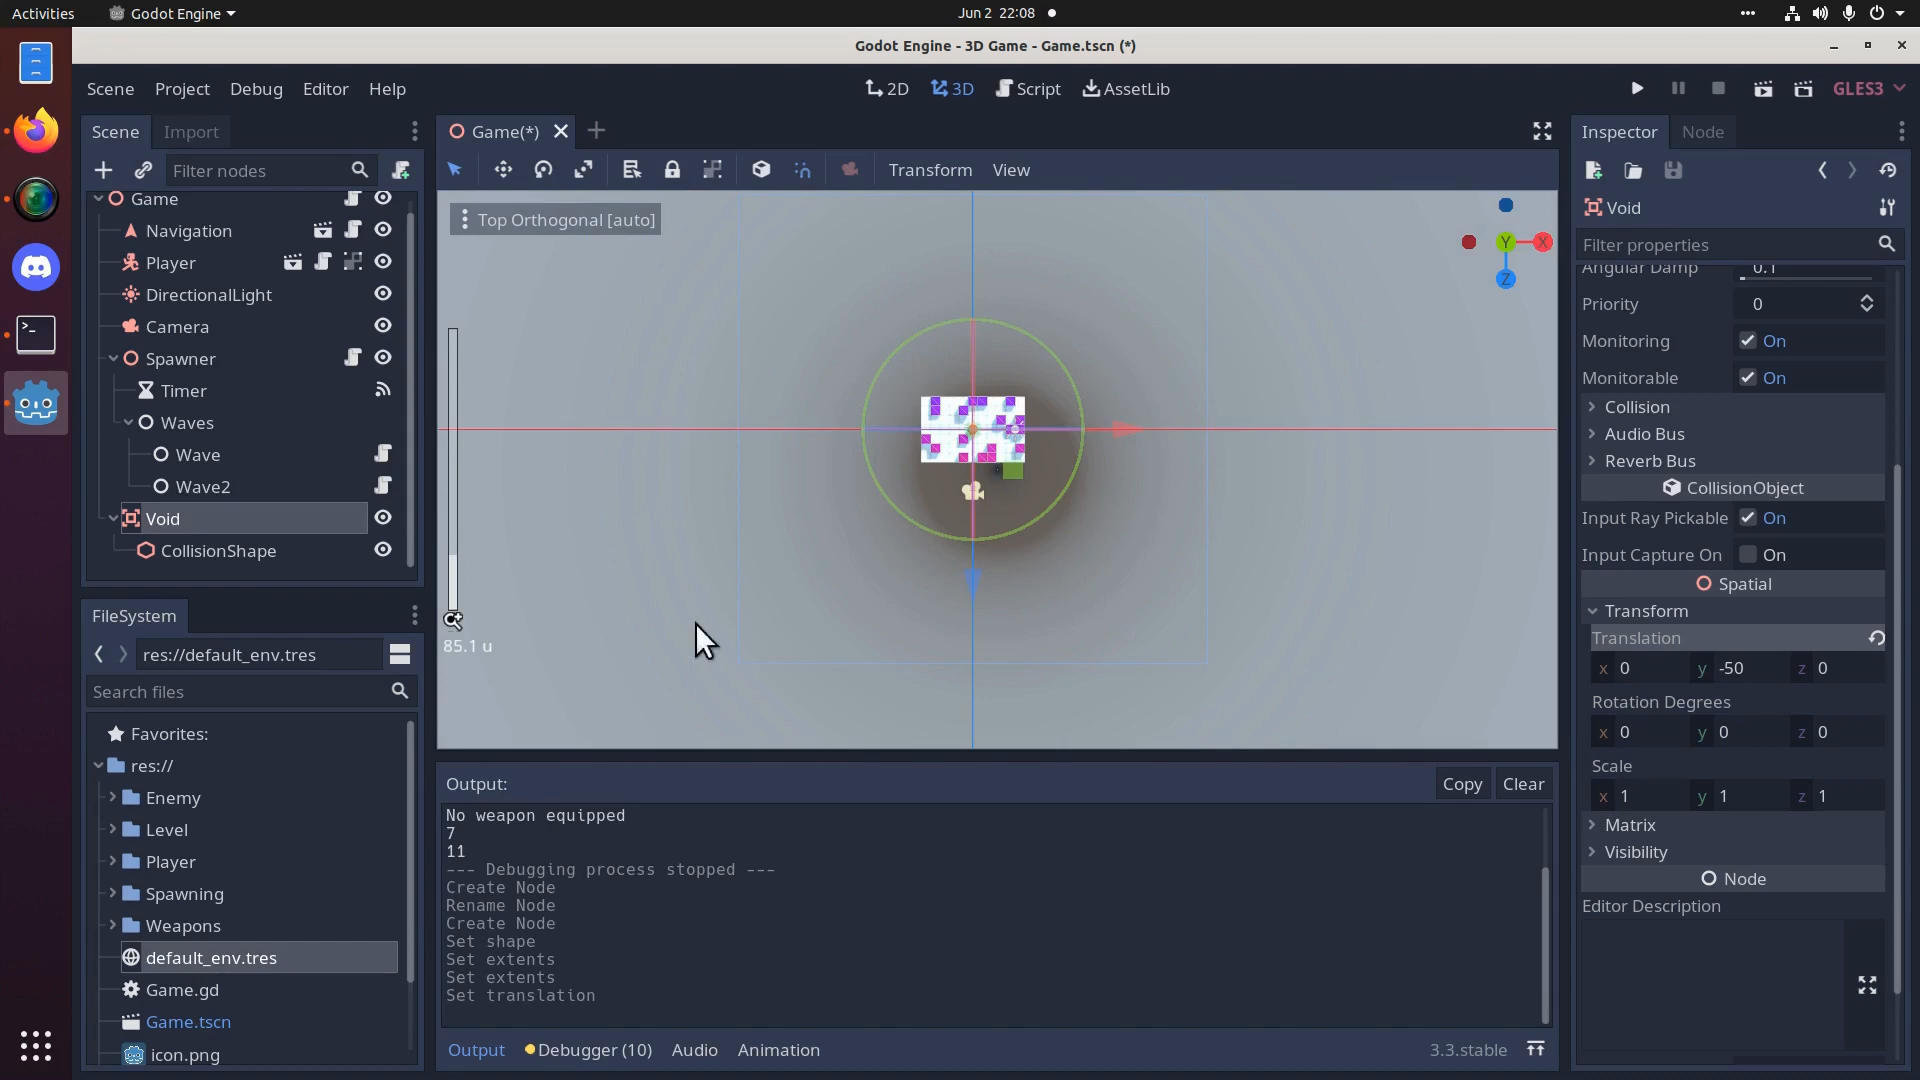 Activities
Godot Engine
Jun 2 22:08
Godot Engine - 3D Game - Game.tscn (*)
Scene
Project
Debug
Editor
Help
2D
3D
Script
AssetLib
GLES3
Scene
Import
Filter nodes
Game
Navigation
Player
DirectionalLight
Camera
Spawner
Timer
Waves
Wave
Wave2
Void
CollisionShape
FileSystem
res://default_env.tres
Search files
Favorites:
res://
Enemy
Level
Player
Spawning
Weapons
default_env.tres
Game.gd
Game.tscn
icon.png
Game(*)
Transform
View
Top Orthogonal [auto]
Y
X
Z
85.1 u
Output:
Copy
Clear
No weapon equipped
7
11
--- Debugging process stopped ---
Create Node
Rename Node
Create Node
Set shape
Set extents
Set extents
Set translation
Output
Debugger (10)
Audio
Animation
3.3.stable
Inspector
Node
Void
Filter properties
Angular Damp
0.1
Priority
0
Monitoring
On
Monitorable
On
Collision
Audio Bus
Reverb Bus
CollisionObject
Input Ray Pickable
On
Input Capture On
On
Spatial
Transform
Translation
x 0 y -50 z 0
Rotation Degrees
x 0 y 0 z 0
Scale
x 1 y 1 z 1
Matrix
Visibility
Node
Editor Description